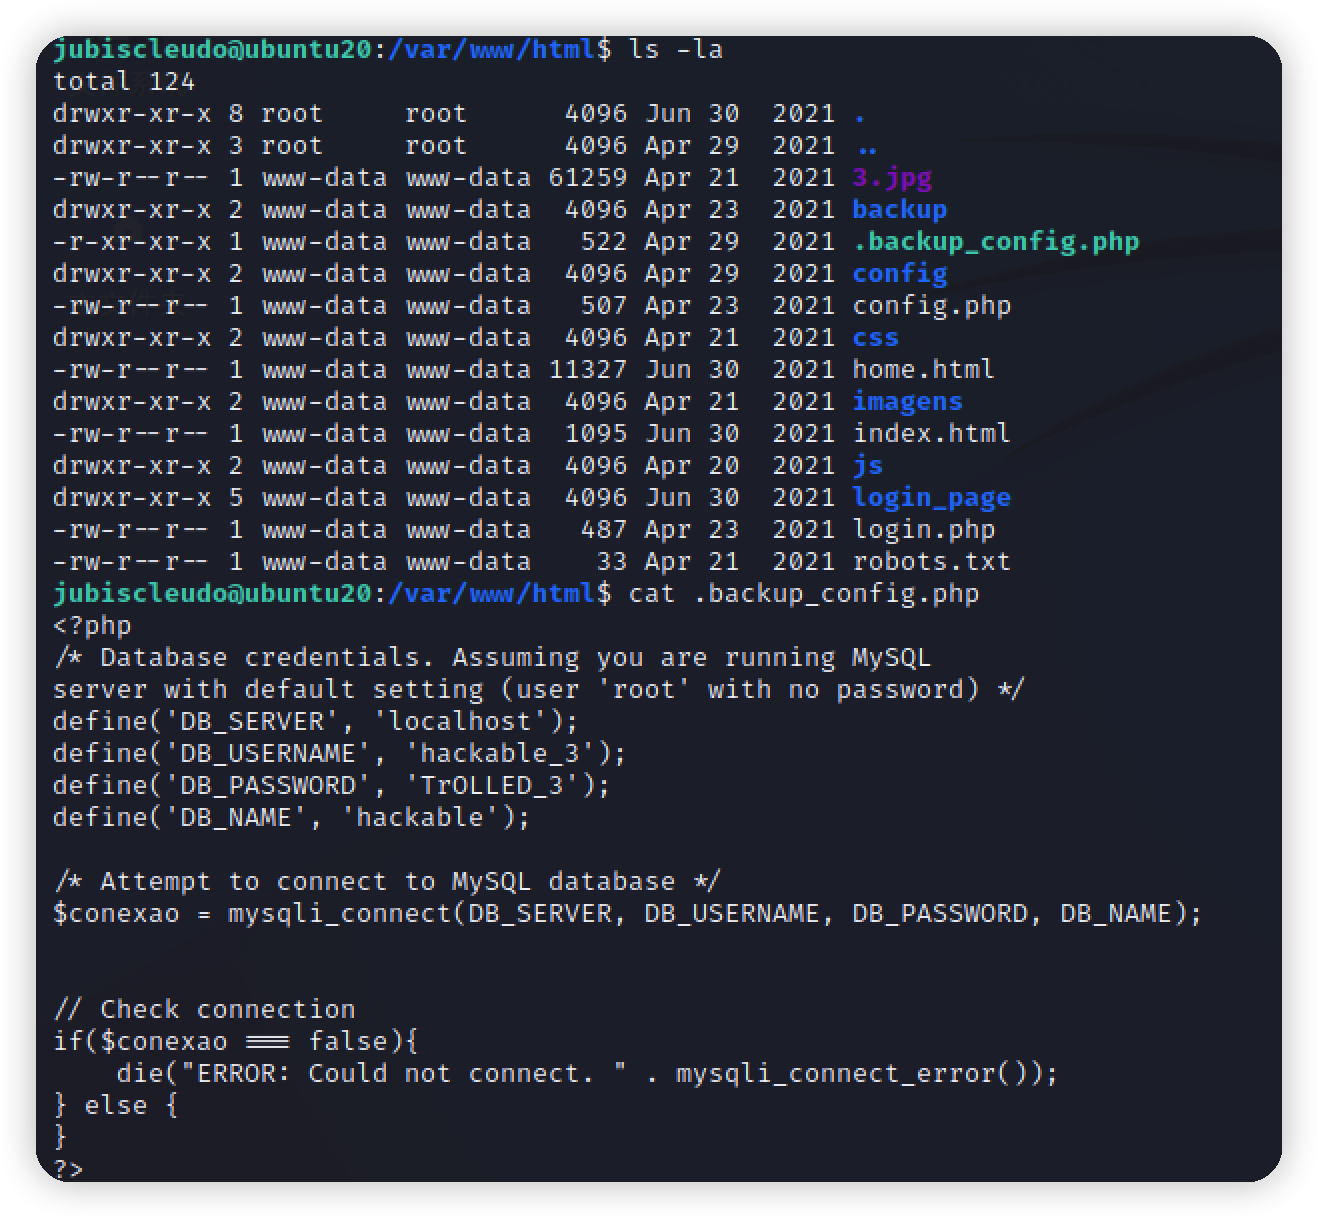 jubiscleudo@ubuntu20:/var/www/html$ ls -la
total 124
drwxr-xr-x 8 root     root      4096 Jun 30  2021 .
drwxr-xr-x 3 root     root      4096 Apr 29  2021 ..
-rw-r--r-- 1 www-data www-data 61259 Apr 21  2021 3.jpg
drwxr-xr-x 2 www-data www-data  4096 Apr 23  2021 backup
-r-xr-xr-x 1 www-data www-data   522 Apr 29  2021 .backup_config.php
drwxr-xr-x 2 www-data www-data  4096 Apr 29  2021 config
-rw-r--r-- 1 www-data www-data   507 Apr 23  2021 config.php
drwxr-xr-x 2 www-data www-data  4096 Apr 21  2021 css
-rw-r--r-- 1 www-data www-data 11327 Jun 30  2021 home.html
drwxr-xr-x 2 www-data www-data  4096 Apr 21  2021 imagens
-rw-r--r-- 1 www-data www-data  1095 Jun 30  2021 index.html
drwxr-xr-x 2 www-data www-data  4096 Apr 20  2021 js
drwxr-xr-x 5 www-data www-data  4096 Jun 30  2021 login_page
-rw-r--r-- 1 www-data www-data   487 Apr 23  2021 login.php
-rw-r--r-- 1 www-data www-data    33 Apr 21  2021 robots.txt
jubiscleudo@ubuntu20:/var/www/html$ cat .backup_config.php
<?php
/* Database credentials. Assuming you are running MySQL
server with default setting (user 'root' with no password) */
define('DB_SERVER', 'localhost');
define('DB_USERNAME', 'hackable_3');
define('DB_PASSWORD', 'TrOLLED_3');
define('DB_NAME', 'hackable');
/* Attempt to connect to MySQL database */
$conexao = mysqli_connect(DB_SERVER, DB_USERNAME, DB_PASSWORD, DB_NAME);
// Check connection
if($conexao === false){
    die("ERROR: Could not connect. " . mysqli_connect_error());
} else {
}
?>